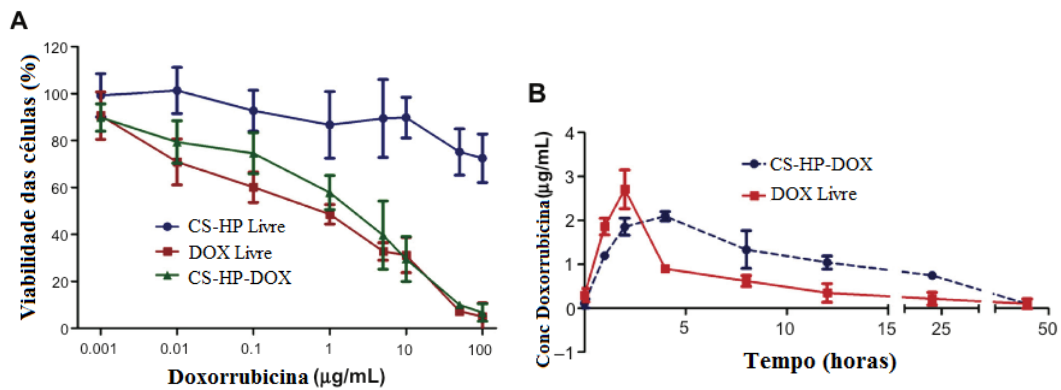 A
Viabilidade das células (%)
120
100
80
60
40
20
0
CS-HP Livre
DOX Livre
CS-HP-DOX
0.001 0.01 0.1 1 10 100
Doxorrubicina (μg/mL)
B
Conc Doxorrubicina(μg/mL)
4
3
2
1
0
−1
CS-HP-DOX
DOX Livre
5 10 15 25 50
Tempo (horas)